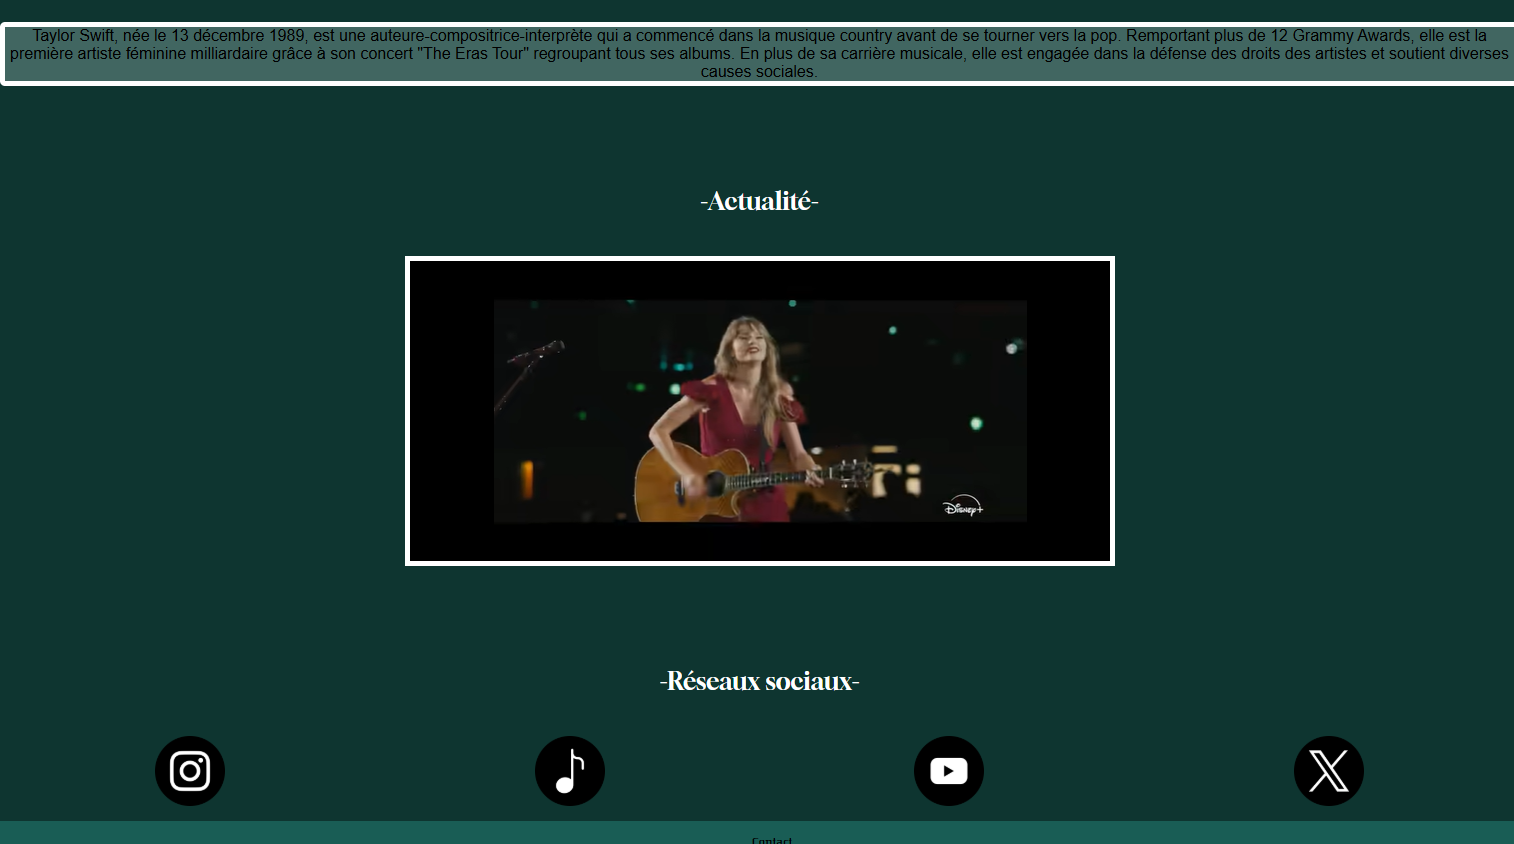 Taylor Swift, née le 13 décembre 1989, est une auteure-compositrice-interprète qui a commencé dans la musique country avant de se tourner vers la pop. Remportant plus de 12 Grammy Awards, elle est la
première artiste féminine milliardaire grâce à son concert "The Eras Tour" regroupant tous ses albums. En plus de sa carrière musicale, elle est engagée dans la défense des droits des artistes et soutient diverses
causes sociales.
-Actualité-
Disney+
-Réseaux sociaux-
Contact